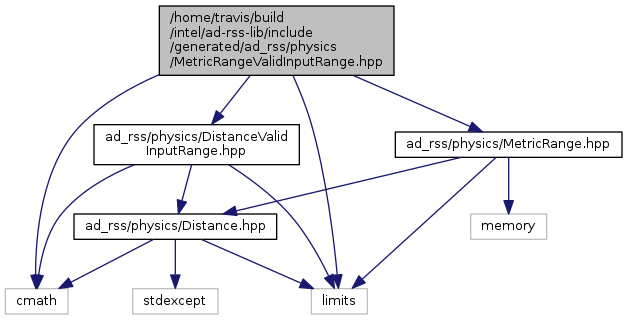 /home/travis/build
/intel/ad-rss-lib/include
/generated/ad_rss/physics
/MetricRangeValidInputRange.hpp
ad_rss/physics/DistanceValid
InputRange.hpp
ad_rss/physics/MetricRange.hpp
ad_rss/physics/Distance.hpp
memory
cmath
stdexcept
limits